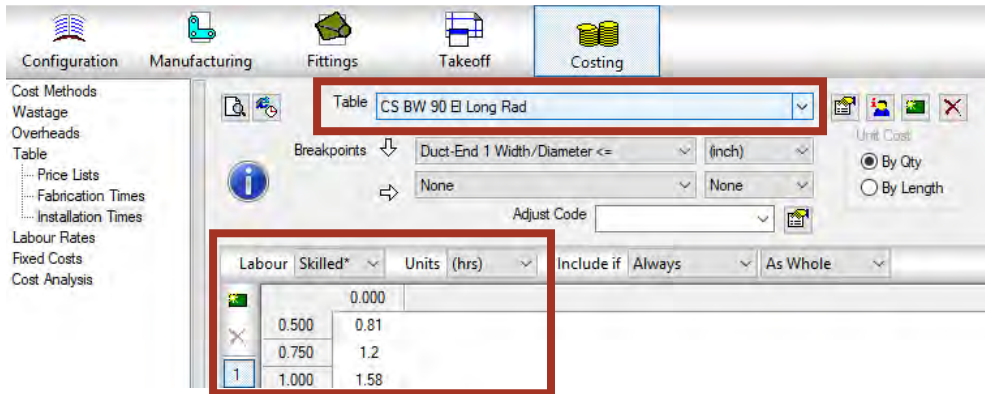 Configuration Manufacturing Fittings Takeoff Costing
Cost Methods
Wastage
Overheads
Table
Price Lists
Fabrication Times
Installation Times
Labour Rates
Fixed Costs
Cost Analysis
Table CS BW 90 El Long Rad
Unit Cost
Breakpoints Duct-End 1 Width/Diameter <= (inch)
By Qty
None None
By Length
Adjust Code
Labour Skilled* Units (hrs) Include if Always As Whole
0.000
0.500 0.81
0.750 1.2
1 1.000 1.58